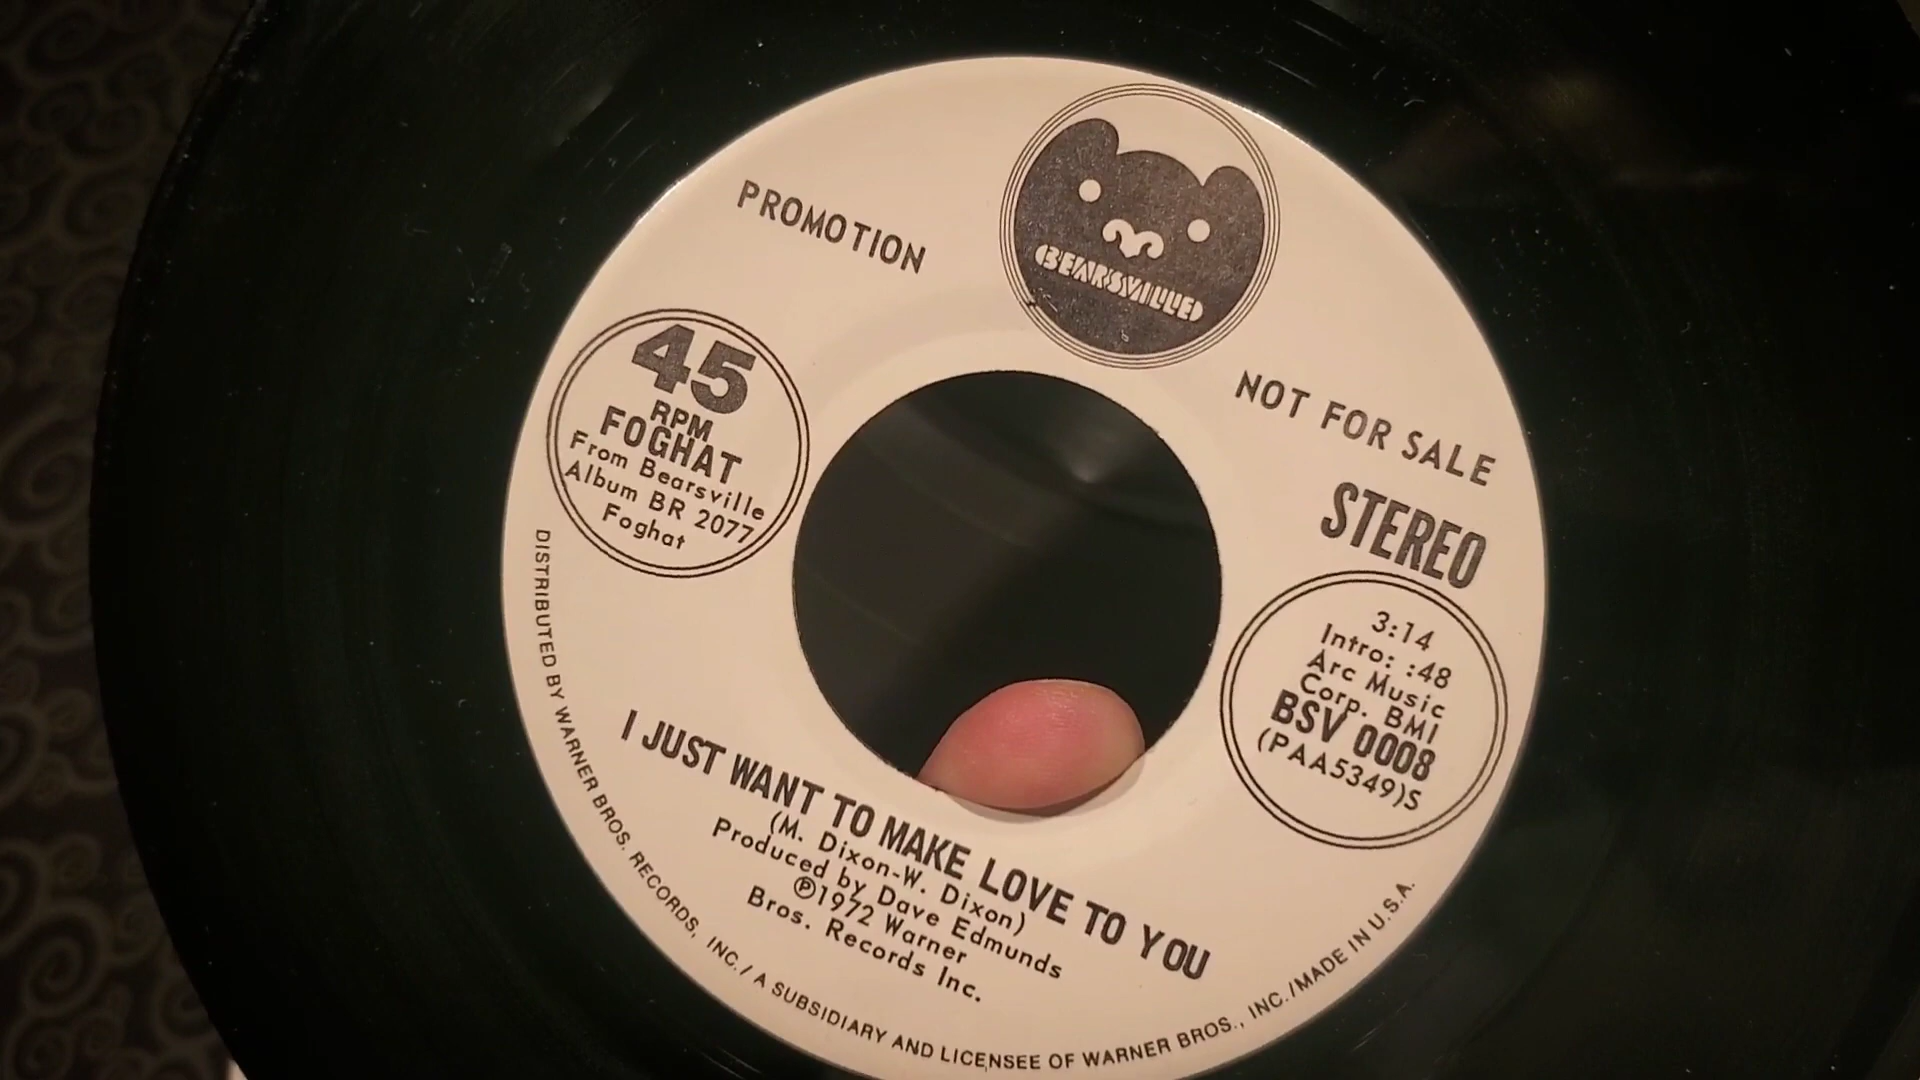 PROMOTION
BEARSVILLE
NOT FOR SALE
45
RPM
FOGHAT
From Bearsville
Album BR 2077
Foghat
STEREO
3:14
Intro: :48
Arc Music
Corp. BMI
BSV 0008
(PAA5349)S
I JUST WANT TO MAKE LOVE TO YOU
(M. Dixon-W. Dixon)
Produced by Dave Edmunds
℗1972 Warner
Bros. Records Inc.
DISTRIBUTED BY WARNER BROS. RECORDS, INC./A SUBSIDIARY AND LICENSEE OF WARNER BROS., INC./MADE IN U.S.A.